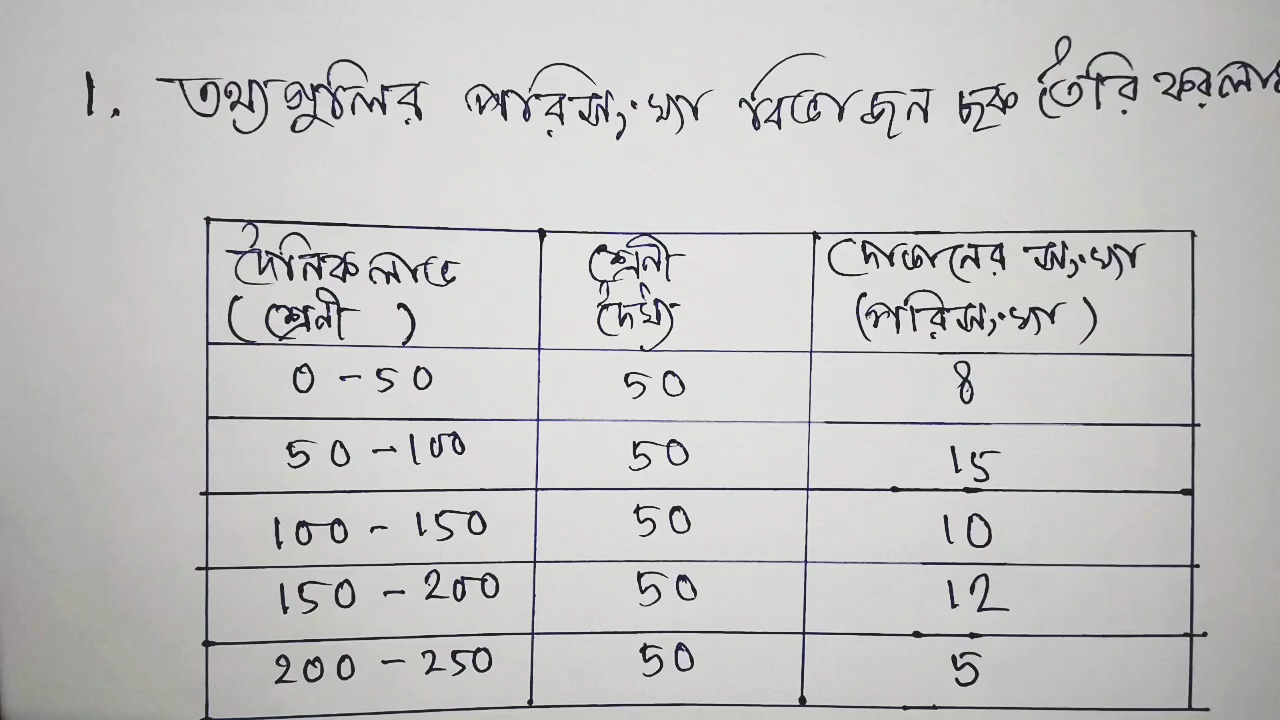 1. তথ্যগুলির পরিসংখ্যা বিভাজন ছক তৈরি করলা
দৈনিক লাভ (শ্রেনী) শ্রেনী দৈর্ঘ্য দোকানের সংখ্যা (পরিসংখ্যা)
0 - 50 50 8
50 - 100 50 15
100 - 150 50 10
150 - 200 50 12
200 - 250 50 5